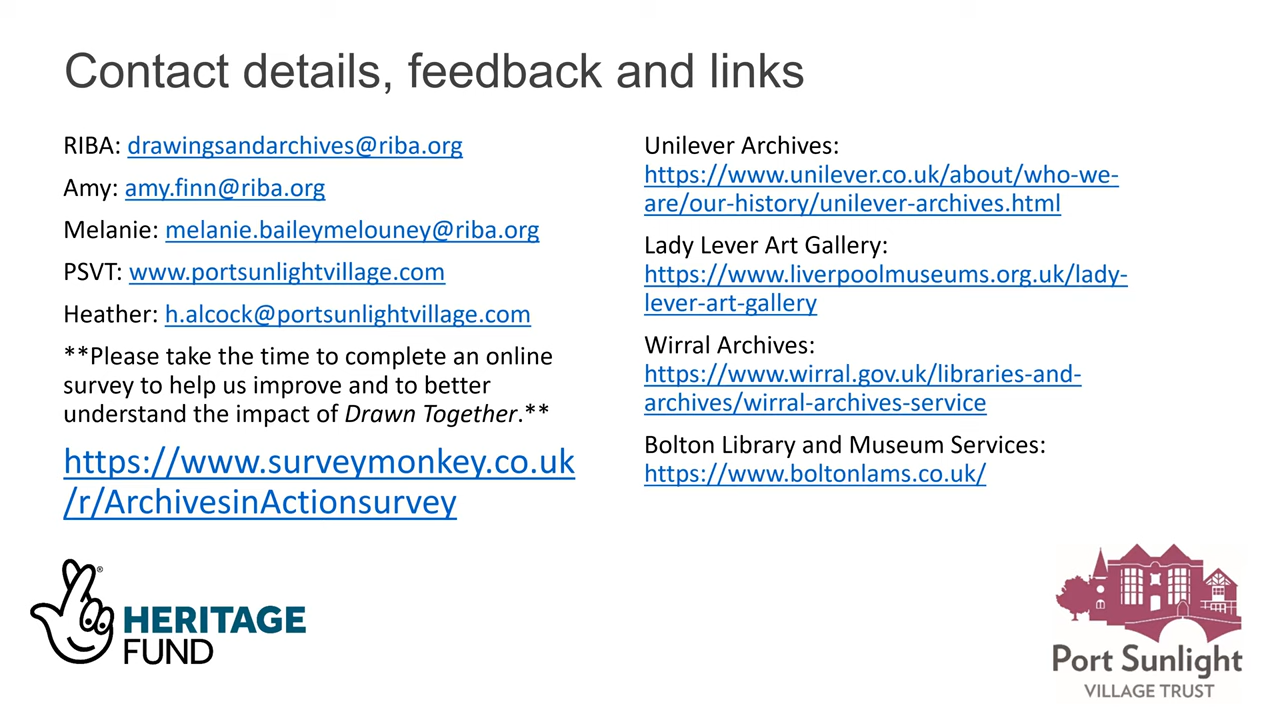 Contact details, feedback and links
RIBA: drawingsandarchives@riba.org
Amy: amy.finn@riba.org
Melanie: melanie.baileymelouney@riba.org
PSVT: www.portsunlightvillage.com
Heather: h.alcock@portsunlightvillage.com
**Please take the time to complete an online
survey to help us improve and to better
understand the impact of Drawn Together.**
https://www.surveymonkey.co.uk
/r/ArchivesinActionsurvey
Unilever Archives:
https://www.unilever.co.uk/about/who-we-
are/our-history/unilever-archives.html
Lady Lever Art Gallery:
https://www.liverpoolmuseums.org.uk/lady-
lever-art-gallery
Wirral Archives:
https://www.wirral.gov.uk/libraries-and-
archives/wirral-archives-service
Bolton Library and Museum Services:
https://www.boltonlams.co.uk/
®
HERITAGE
FUND
Port Sunlight
VILLAGE TRUST